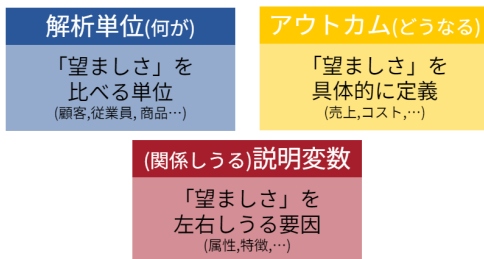 解析単位(何が)
「望ましさ」を
比べる単位
(顧客,従業員, 商品…)
アウトカム(どうなる)
「望ましさ」を
具体的に定義
(売上,コスト,…)
(関係しうる)説明変数
「望ましさ」を
左右しうる要因
(属性,特徴,…)